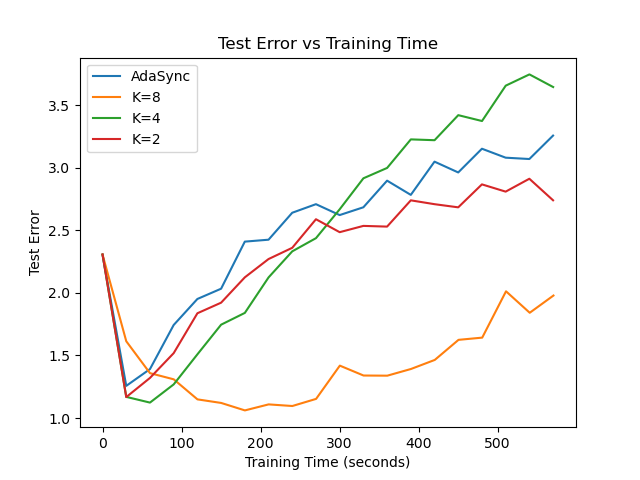 Test Error vs Training Time
AdaSync
K=8
K=4
K=2
Test Error
3.5
3.0
2.5
2.0
1.5
1.0
0 100 200 300 400 500
Training Time (seconds)